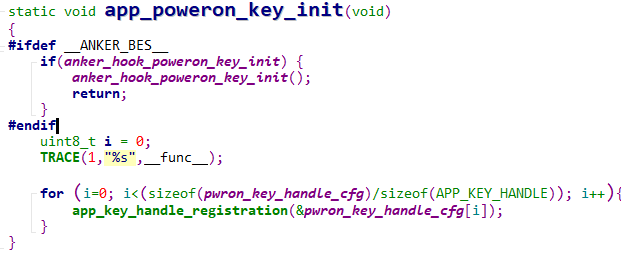 static void app_poweron_key_init(void)
{
#ifdef __ANKER_BES__
    if(anker_hook_poweron_key_init) {
        anker_hook_poweron_key_init();
        return;
    }
#endif
    uint8_t i = 0;
    TRACE(1,"%s",__func__);

    for (i=0; i<(sizeof(pwron_key_handle_cfg)/sizeof(APP_KEY_HANDLE)); i++){
        app_key_handle_registration(&pwron_key_handle_cfg[i]);
    }
}